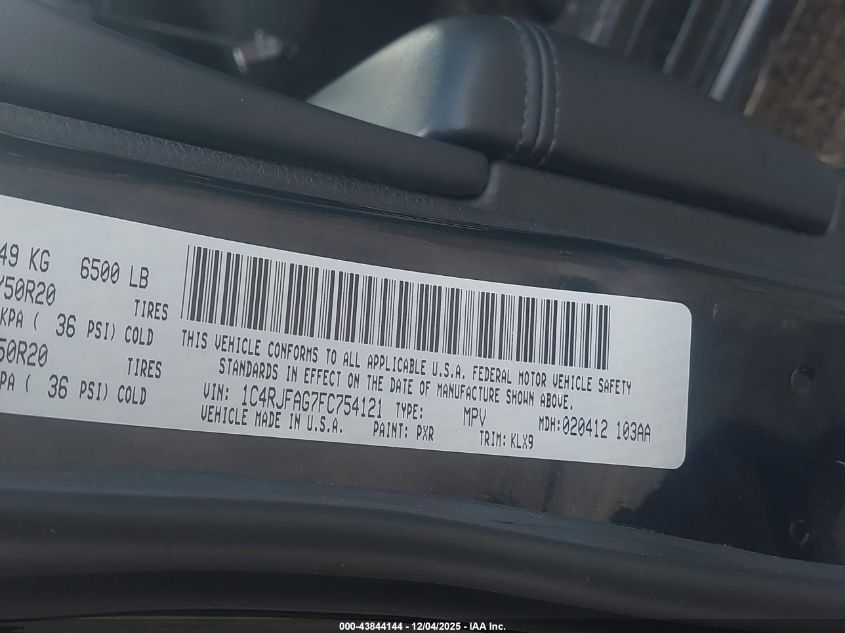 49 KG 6500 LB
50R20 TIRES
KPA ( 36 PSI) COLD
50R20 TIRES
PA ( 36 PSI) COLD
THIS VEHICLE CONFORMS TO ALL APPLICABLE U.S.A. FEDERAL MOTOR VEHICLE SAFETY
STANDARDS IN EFFECT ON THE DATE OF MANUFACTURE SHOWN ABOVE.
VIN: 1C4RJFAG7FC754121 TYPE: MPV MDH:020412 103AA
VEHICLE MADE IN U.S.A. PAINT: PXR TRIM: KLX9
000-43844144 - 12/04/2025 - IAA Inc.